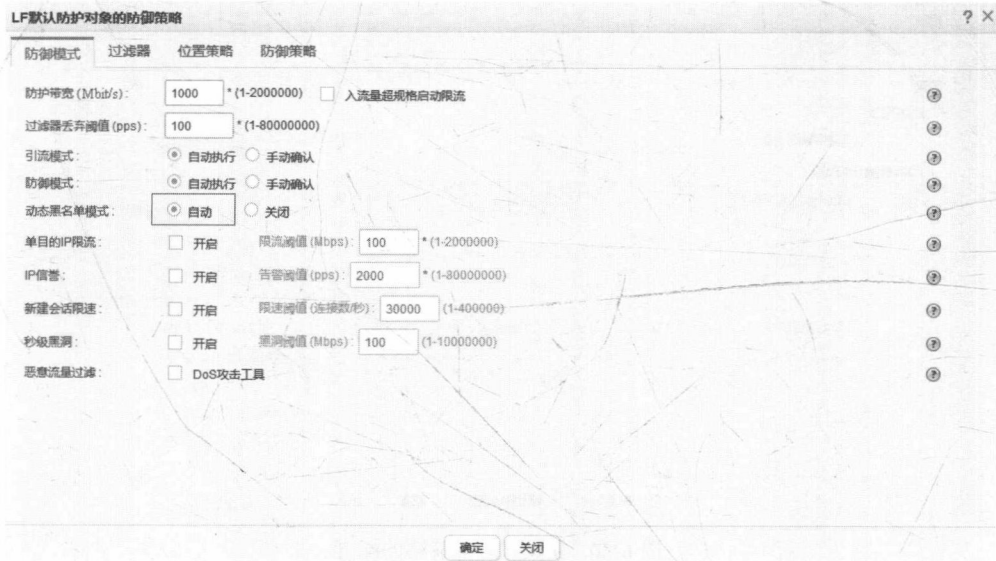 LF默认防护对象的防御策略 ? ×
防御模式 过滤器 位置策略 防御策略
防护带宽 (Mbit/s): 1000 * (1-2000000) 入流量超规格启动限流 ?
过滤器丢弃阈值 (pps): 100 * (1-80000000) ?
引流模式: 自动执行 手动确认 ?
防御模式: 自动执行 手动确认 ?
动态黑名单模式: 自动 关闭 ?
单目的IP限流: 开启 限流阈值 (Mbps): 100 * (1-2000000) ?
IP信誉: 开启 告警阈值 (pps): 2000 * (1-80000000) ?
新建会话限速: 开启 限速阈值 (连接数/秒): 30000 (1-400000) ?
秒级黑洞: 开启 黑洞阈值 (Mbps): 100 (1-10000000) ?
恶意流量过滤: DoS攻击工具 ?
确定 关闭